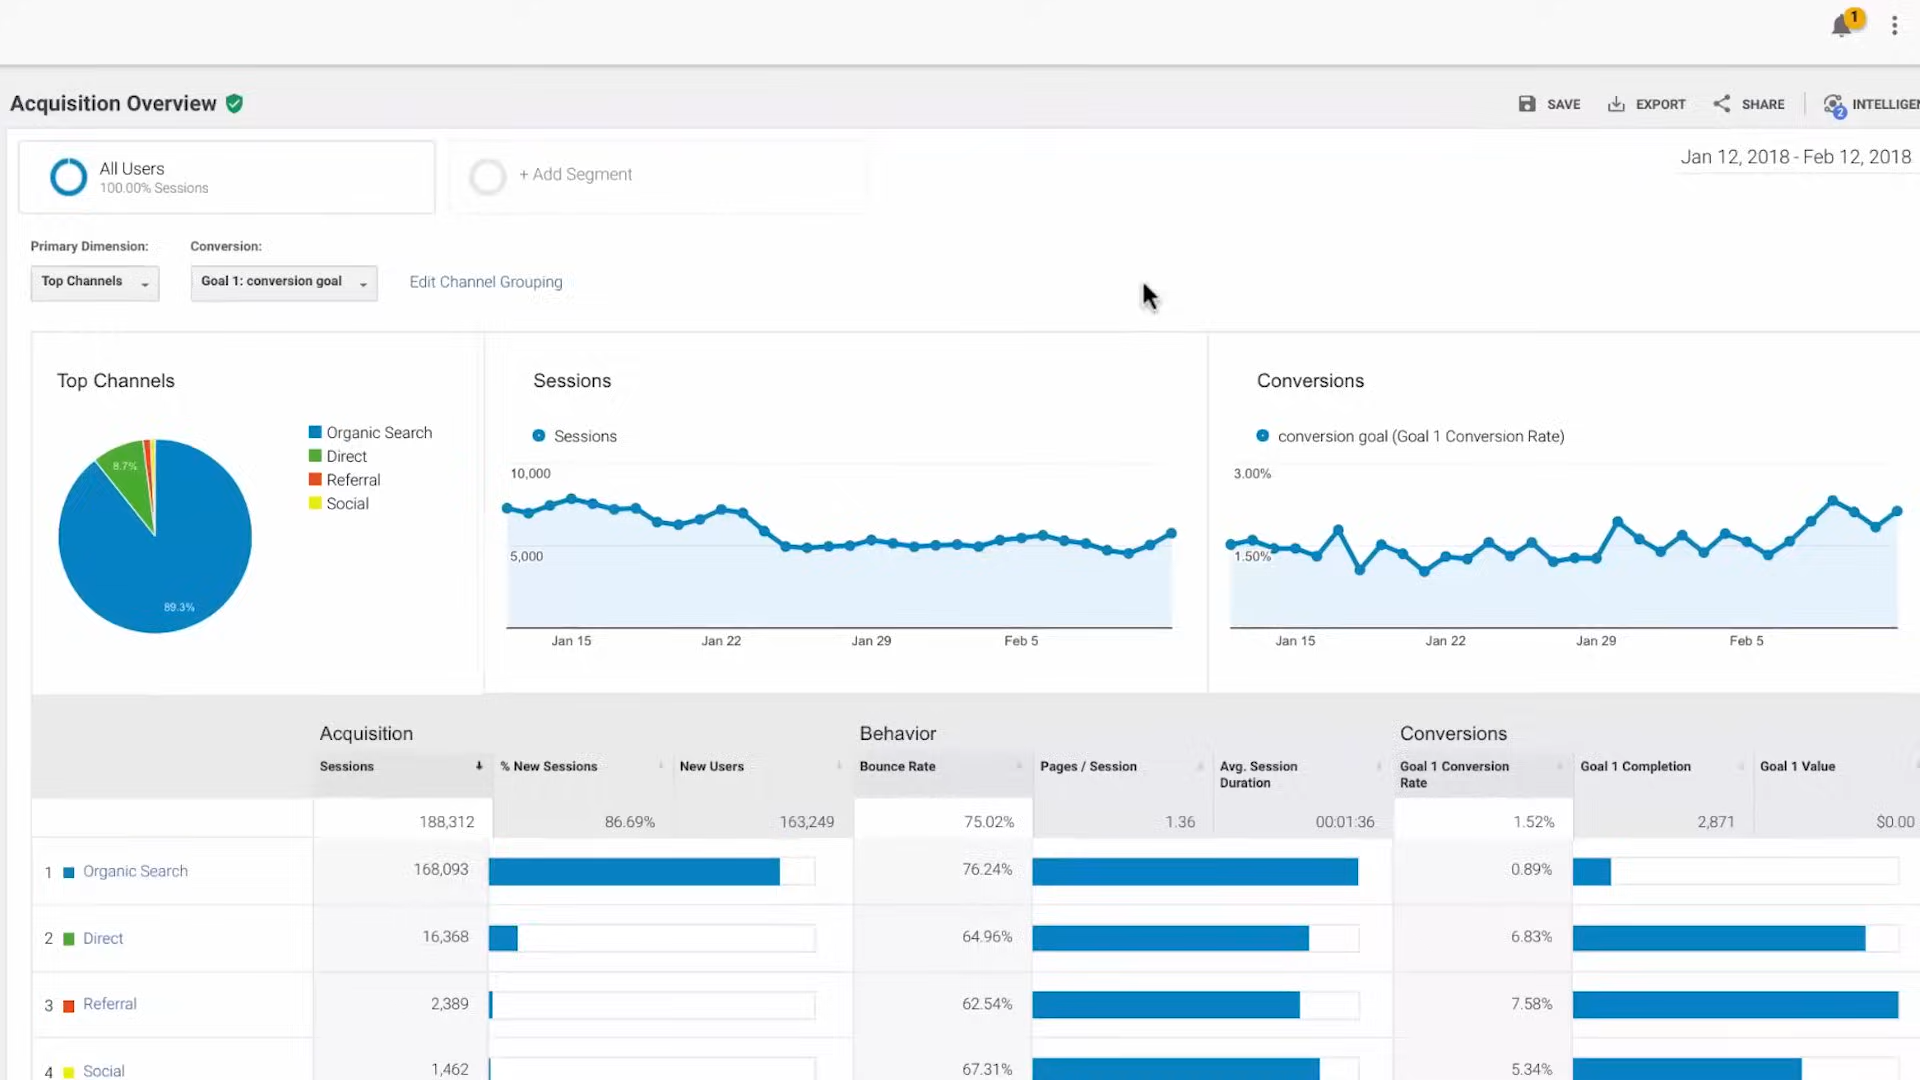 1
Acquisition Overview
SAVE
EXPORT
SHARE
2
INTELLIGEN
All Users
100.00% Sessions
+ Add Segment
Jan 12, 2018 - Feb 12, 2018
Primary Dimension:
Conversion:
Top Channels
Goal 1: conversion goal
Edit Channel Grouping
Top Channels
Organic Search
Direct
Referral
Social
8.7%
89.3%
Sessions
Sessions
10,000
5,000
Jan 15
Jan 22
Jan 29
Feb 5
Conversions
conversion goal (Goal 1 Conversion Rate)
3.00%
1.50%
Jan 15
Jan 22
Jan 29
Feb 5
Acquisition
Behavior
Conversions
Sessions
% New Sessions
New Users
Bounce Rate
Pages / Session
Avg. Session
Duration
Goal 1 Conversion
Rate
Goal 1 Completion
Goal 1 Value
188,312
86.69%
163,249
75.02%
1.36
00:01:36
1.52%
2,871
$0.00
1 Organic Search
168,093
76.24%
0.89%
2 Direct
16,368
64.96%
6.83%
3 Referral
2,389
62.54%
7.58%
4 Social
1,462
67.31%
5.34%